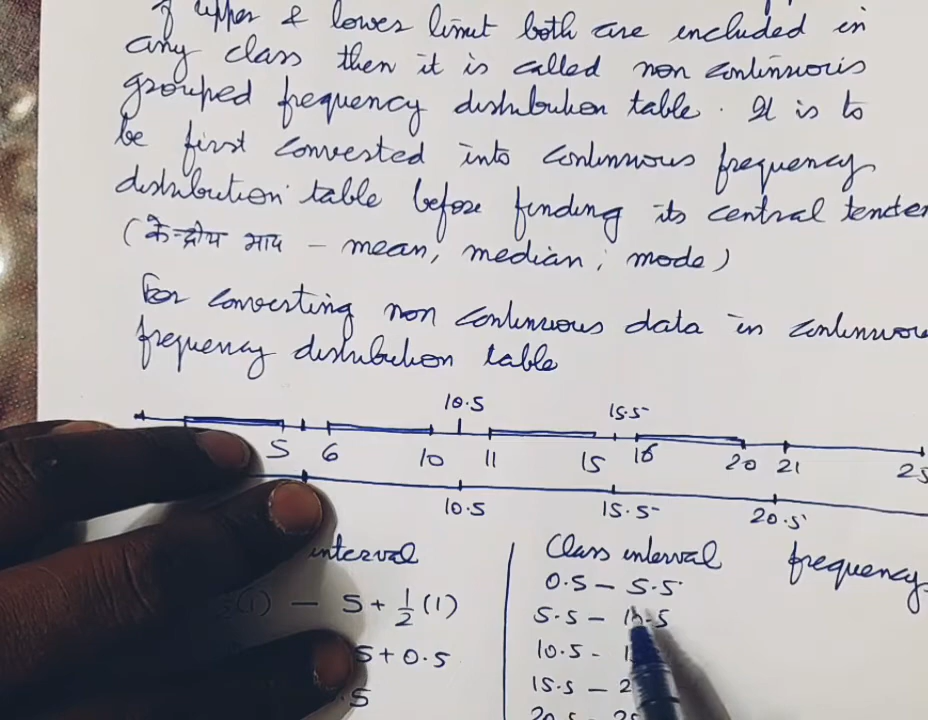 if upper & lower limit both are included in
any class then it is called non continuous
grouped frequency distribution table. It is to
be first converted into continuous frequency
distribution table before finding its central
(केन्द्रीय माप – mean, median, mode)
For converting non continuous data in
frequency distribution table
10.5 15.5
5 6 10 11 15 16 20 21 25
10.5 15.5 20.5
interval Class interval frequency
(1) – 5 + 1/2 (1) 0.5 – 5.5
5.5 – 10.5
5 + 0.5 10.5 –
15.5 – 2
5